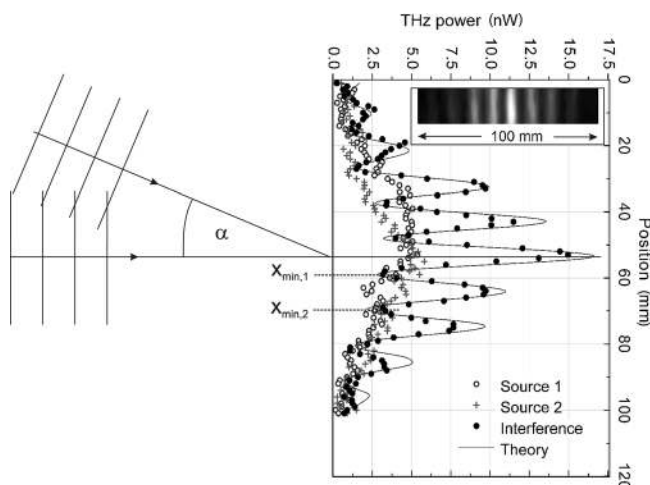 THz power (nW)
0.0 2.5 5.0 7.5 10.0 12.5 15.0 17.5
0
100 mm
20
40
α
Position (mm)
Xmin,1
60
Xmin,2
80
Source 1
Source 2
100
Interference
Theory
120